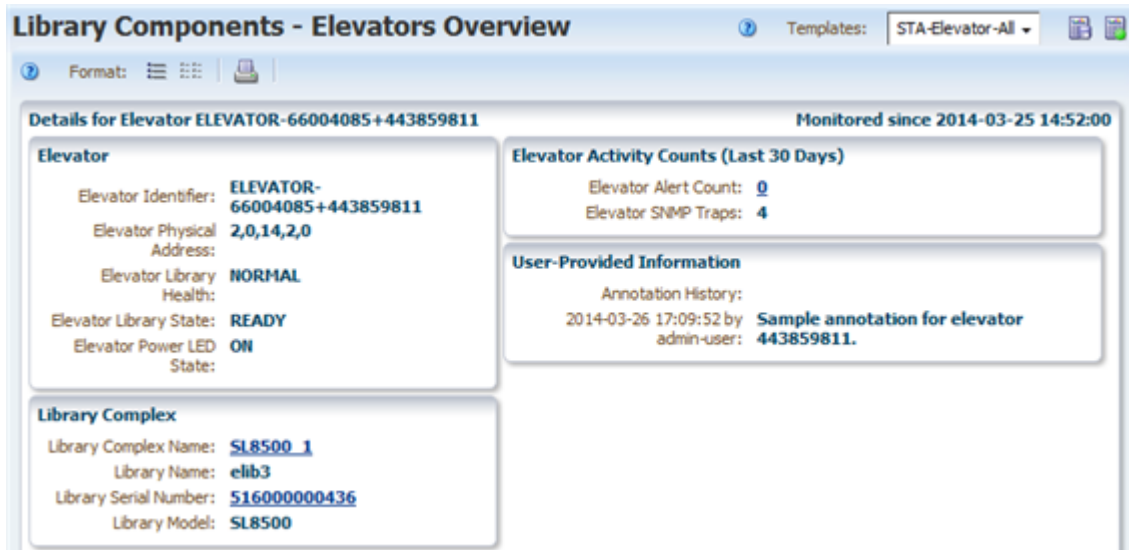 Library Components - Elevators Overview
Templates: STA-Elevator-All
Format:
Details for Elevator ELEVATOR-66004085+443859811
Monitored since 2014-03-25 14:52:00
Elevator
Elevator Identifier: ELEVATOR-
66004085+443859811
Elevator Physical 2,0,14,2,0
Address:
Elevator Library NORMAL
Health:
Elevator Library State: READY
Elevator Power LED ON
State:
Library Complex
Library Complex Name: SL8500_1
Library Name: elib3
Library Serial Number: 516000000436
Library Model: SL8500
Elevator Activity Counts (Last 30 Days)
Elevator Alert Count: 0
Elevator SNMP Traps: 4
User-Provided Information
Annotation History:
2014-03-26 17:09:52 by Sample annotation for elevator
admin-user: 443859811.